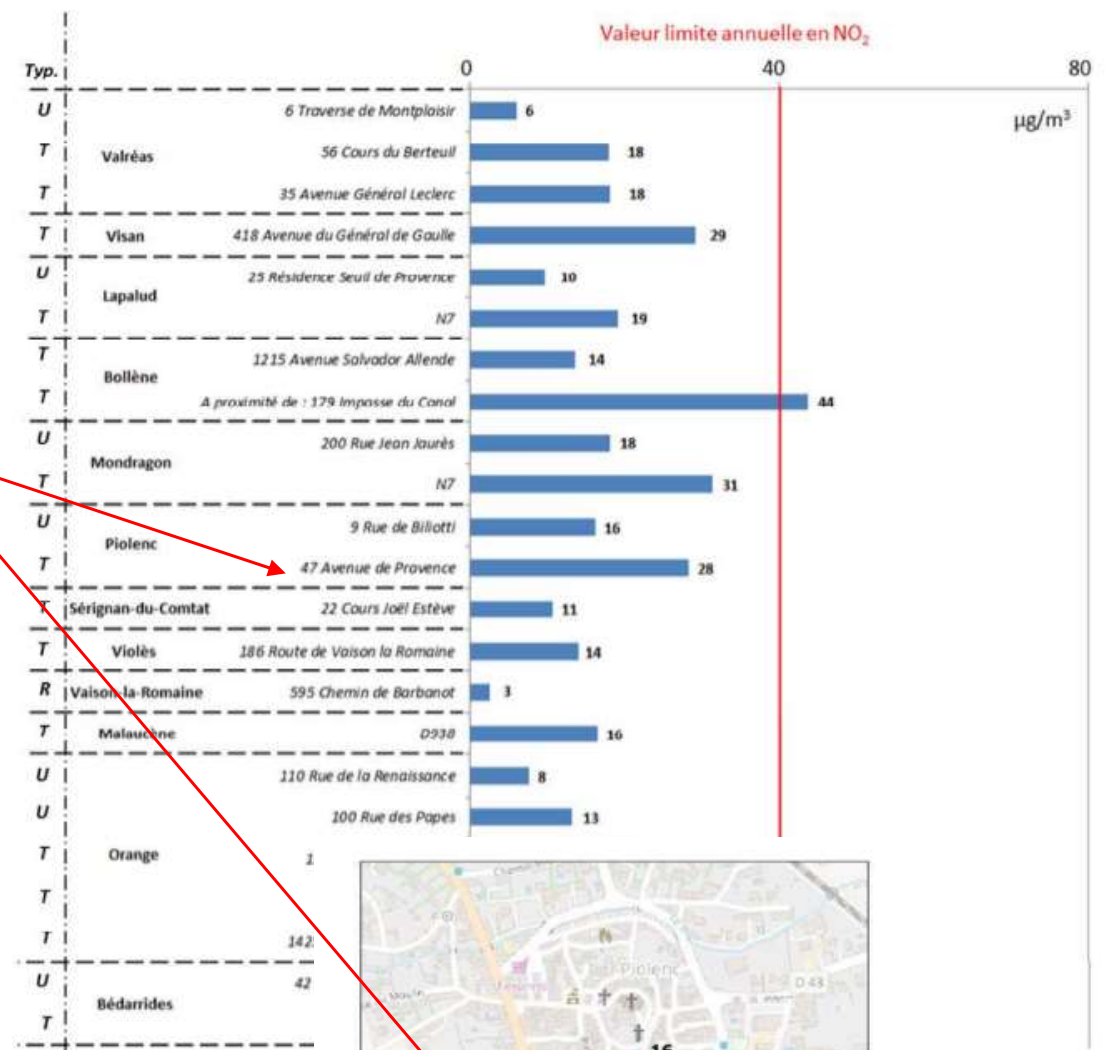 Valeur limite annuelle en NO₂
Typ. 0 40 80
µg/m³
U 6 Traverse de Montplaisir 6
Valréas
T 56 Cours du Berteuil 18
T 35 Avenue Général Leclerc 18
T Visan 418 Avenue du Général de Gaulle 29
U 25 Résidence Seuil de Provence 10
Lapalud
T N7 19
T 1215 Avenue Salvador Allende 14
Bollène
T A proximité de : 179 Impasse du Canal 44
U 200 Rue Jean Jaurès 18
Mondragon
T N7 31
U 9 Rue de Biliotti 16
Piolenc
T 47 Avenue de Provence 28
T Sérignan-du-Comtat 22 Cours Joël Estève 11
T Violès 186 Route de Vaison la Romaine 14
R Vaison-la-Romaine 595 Chemin de Barbanot 3
T Malaucène D938 16
U 110 Rue de la Renaissance 8
U 100 Rue des Papes 13
T Orange 1
T
T 142
U 42
Bédarrides
T
Piolenc
D 43
16